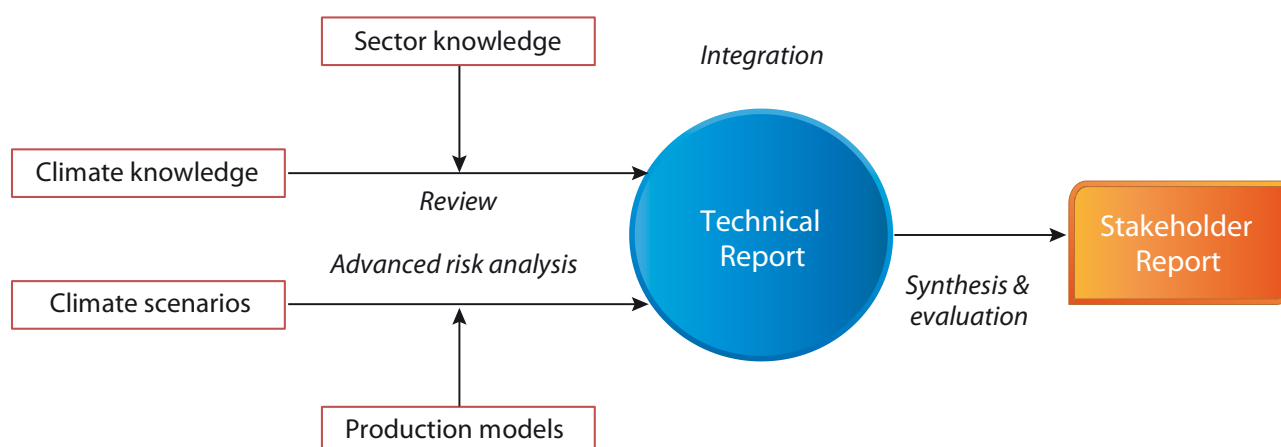 Sector knowledge
Integration
Climate knowledge
Review
Technical
Report
Stakeholder
Report
Advanced risk analysis
Climate scenarios
Synthesis &
evaluation
Production models